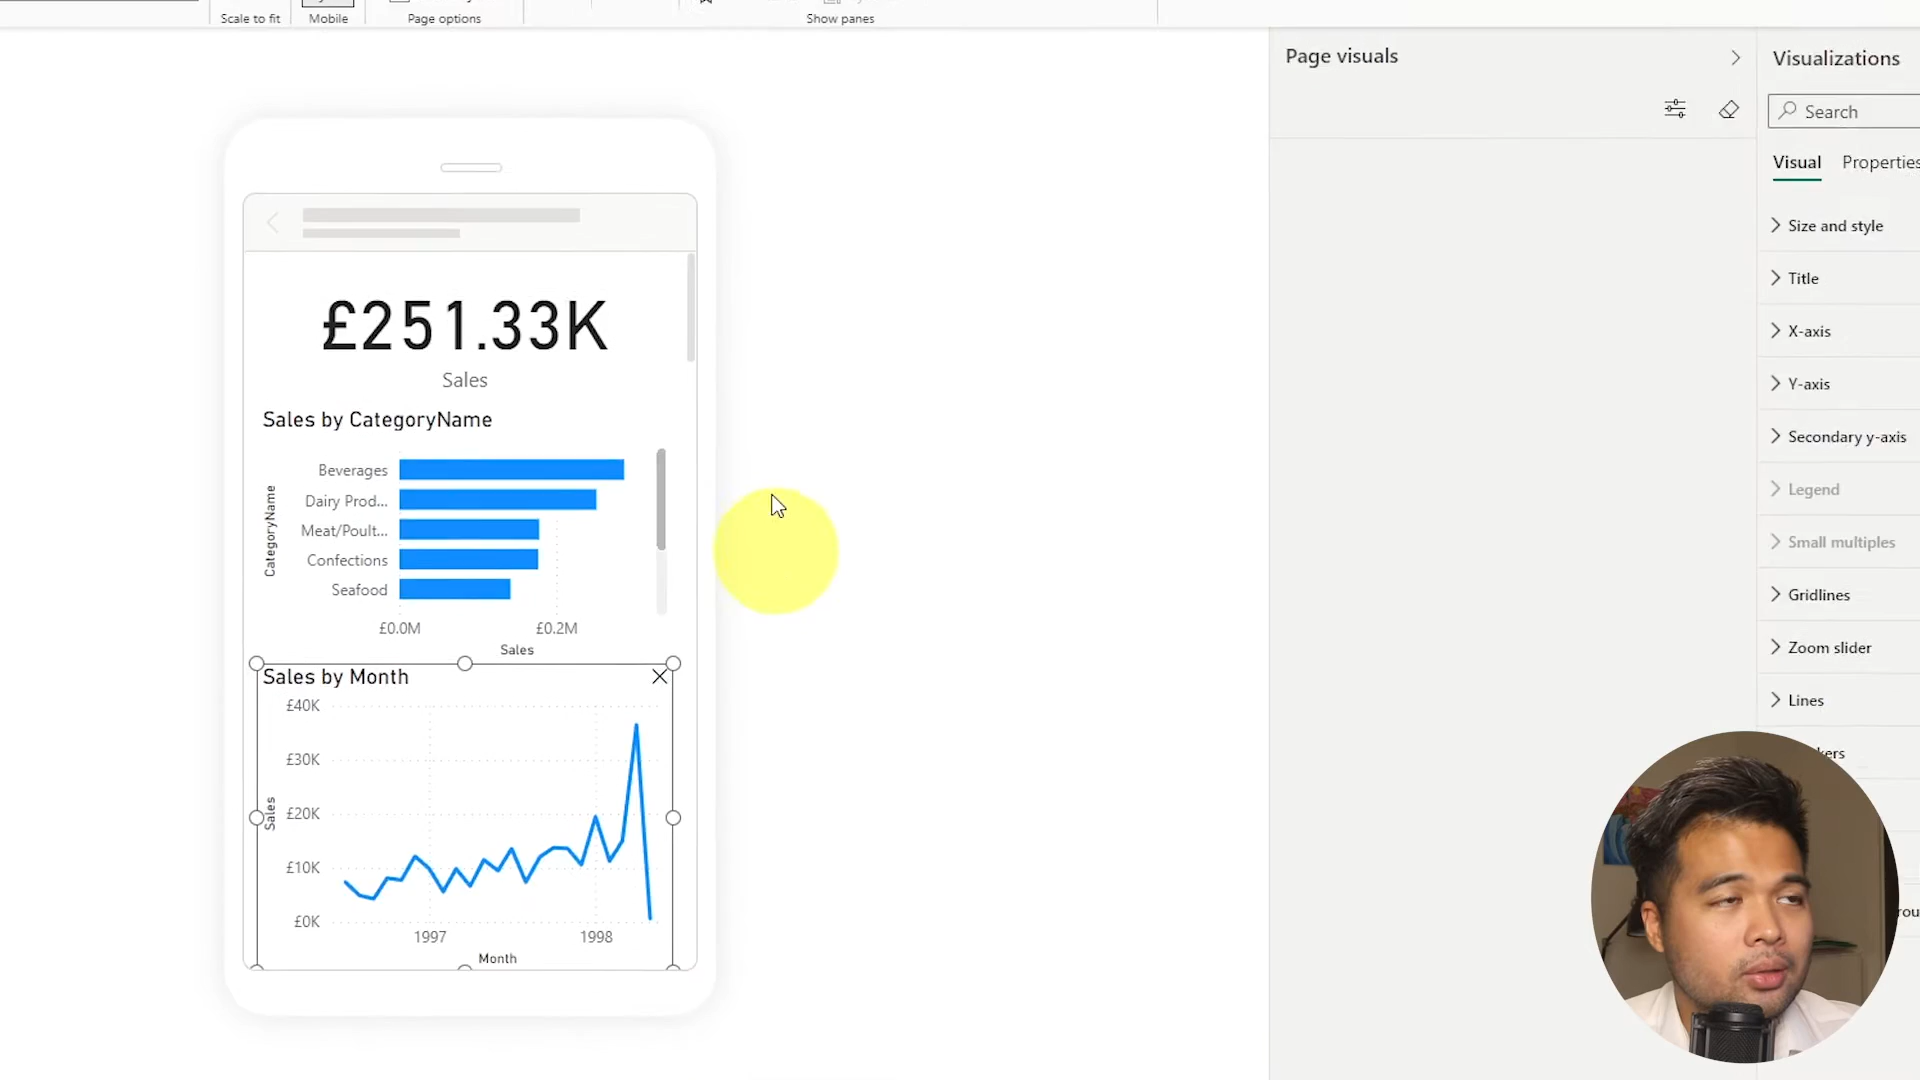 Scale to fit
Mobile
Page options
Show panes
Page visuals
Visualizations
Search
Visual
Properties
Size and style
Title
X-axis
Y-axis
Secondary y-axis
Legend
Small multiples
Gridlines
Zoom slider
Lines
kers
rou
£251.33K
Sales
Sales by CategoryName
CategoryName
Beverages
Dairy Prod...
Meat/Poult...
Confections
Seafood
£0.0M £0.2M
Sales
Sales by Month
£40K
£30K
£20K
Sales
£10K
£0K
1997 1998
Month